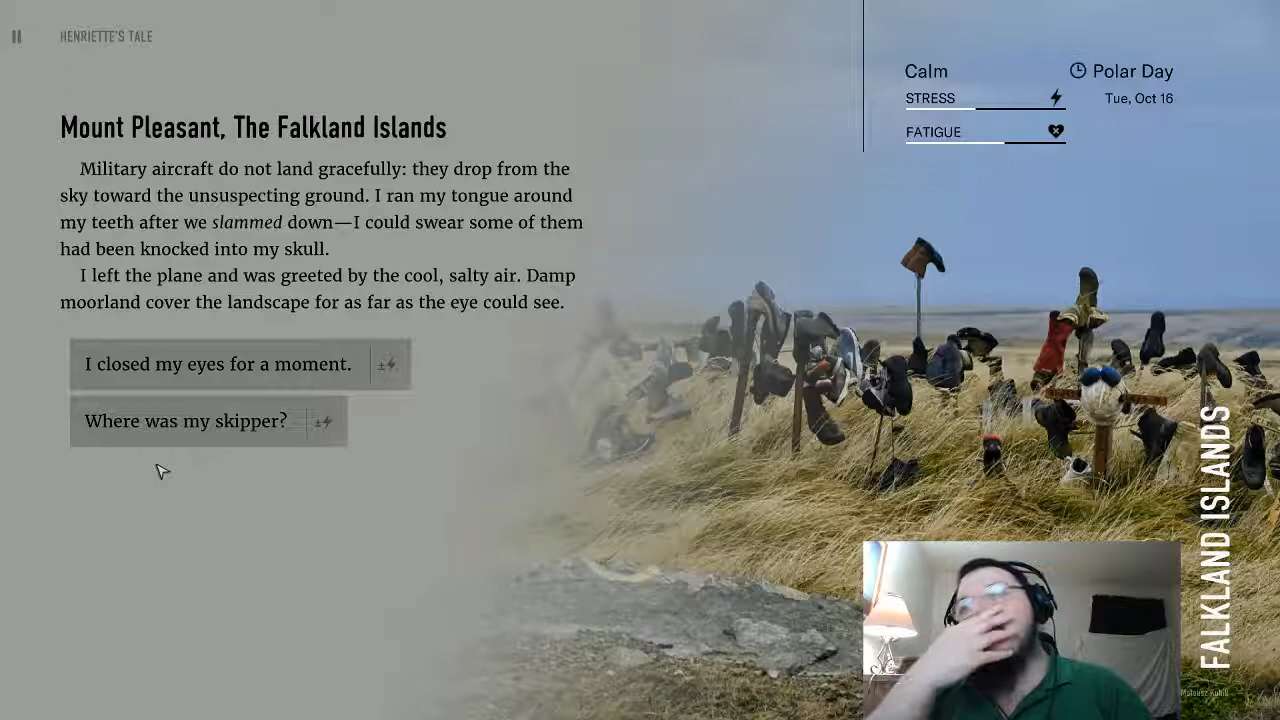 HENRIETTE'S TALE
Calm
Polar Day
STRESS
Tue, Oct 16
FATIGUE
Mount Pleasant, The Falkland Islands
Military aircraft do not land gracefully: they drop from the
sky toward the unsuspecting ground. I ran my tongue around
my teeth after we slammed down—I could swear some of them
had been knocked into my skull.
I left the plane and was greeted by the cool, salty air. Damp
moorland cover the landscape for as far as the eye could see.
I closed my eyes for a moment.
±
Where was my skipper?
±
FALKLAND ISLANDS